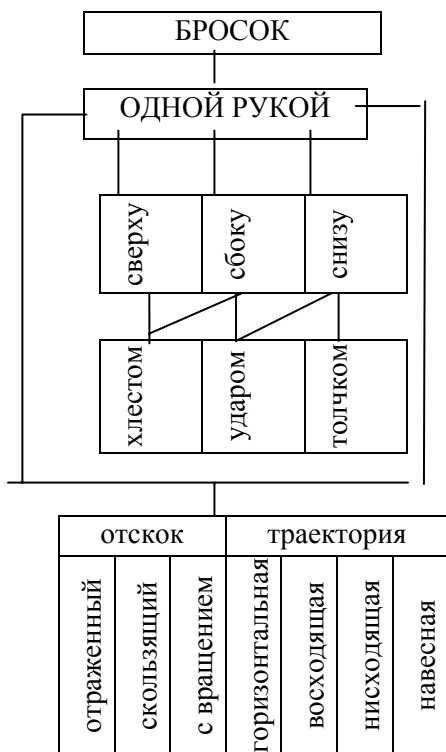 БРОСОК
ОДНОЙ РУКОЙ
сверху
сбоку
снизу
хлестом
ударом
толчком
отскок
траектория
отраженный
скользящий
с вращением
горизонтальная
восходящая
нисходящая
навесная